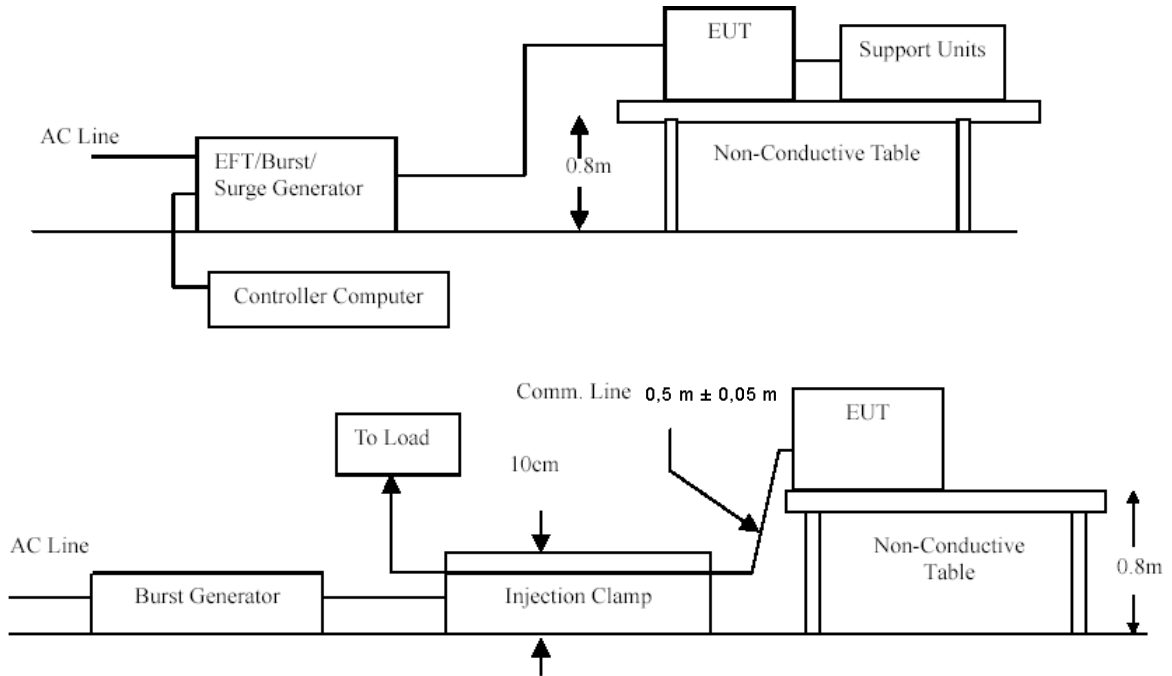 EUT
Support Units
AC Line
EFT/Burst/
Surge Generator
0.8m
Non-Conductive Table
Controller Computer
Comm. Line 0,5 m ± 0,05 m
EUT
To Load
10cm
AC Line
Burst Generator
Injection Clamp
Non-Conductive
Table
0.8m